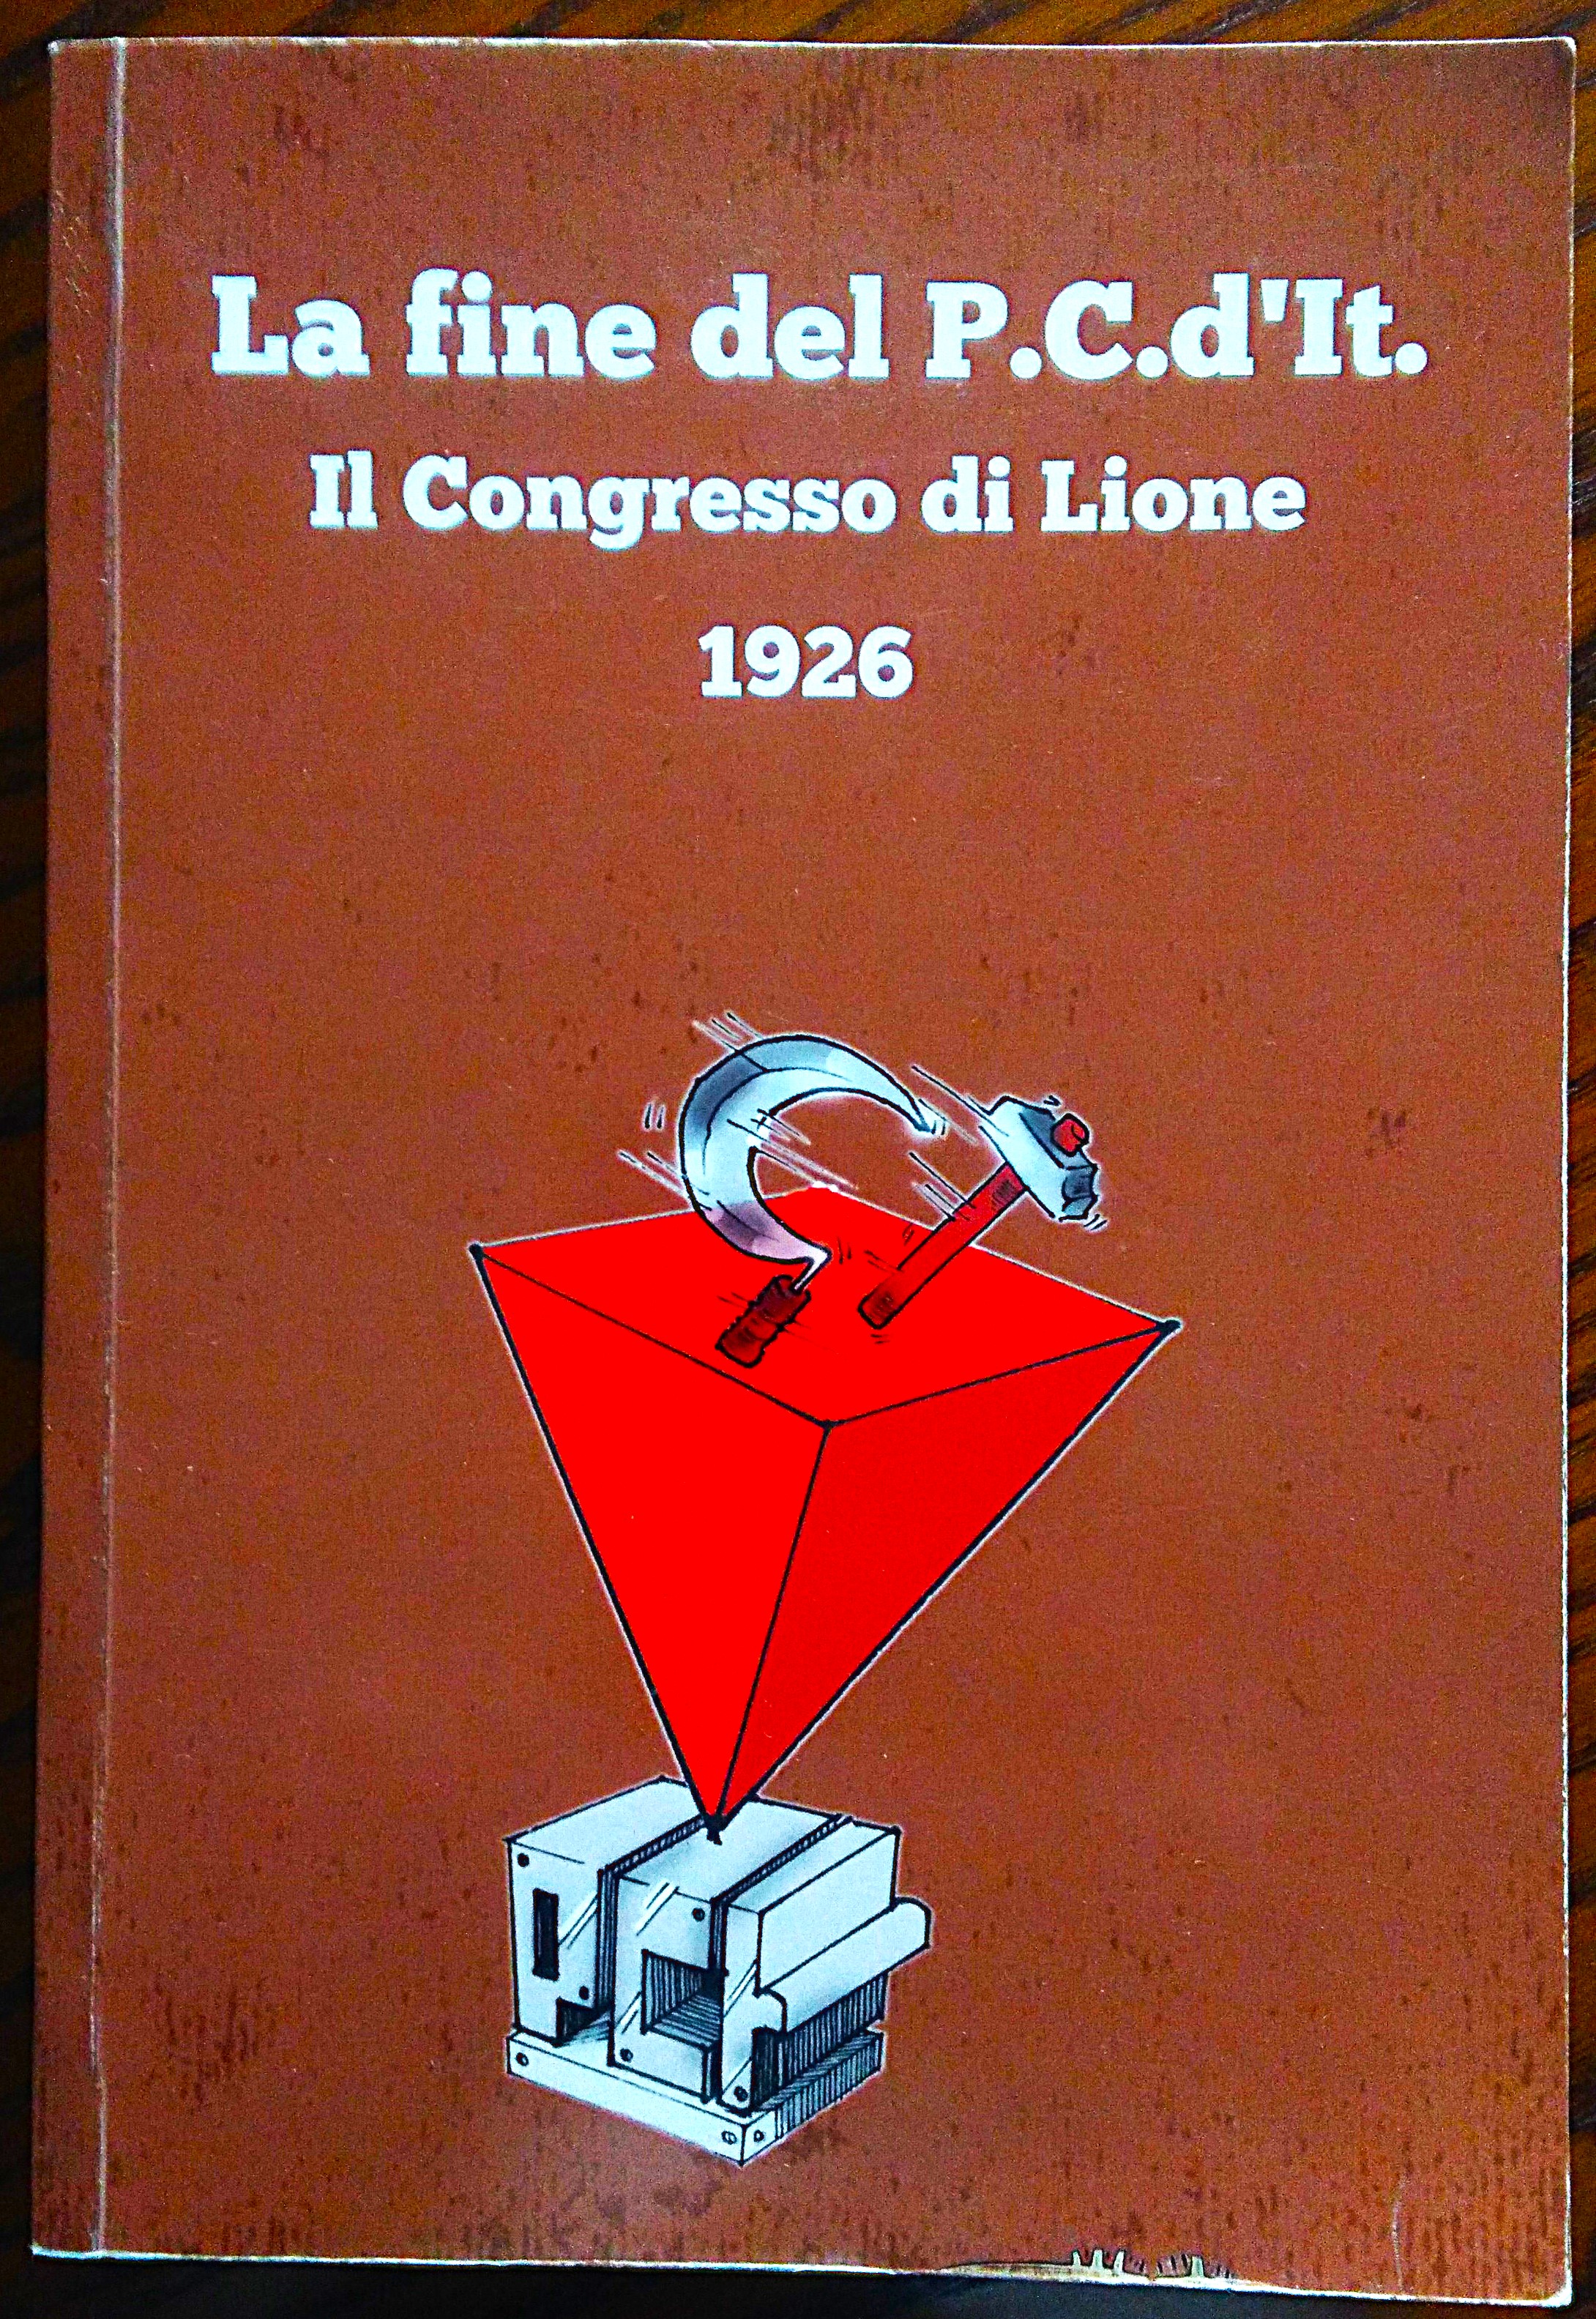 La fine del P.C.d'It.
Il Congresso di Lione
1926